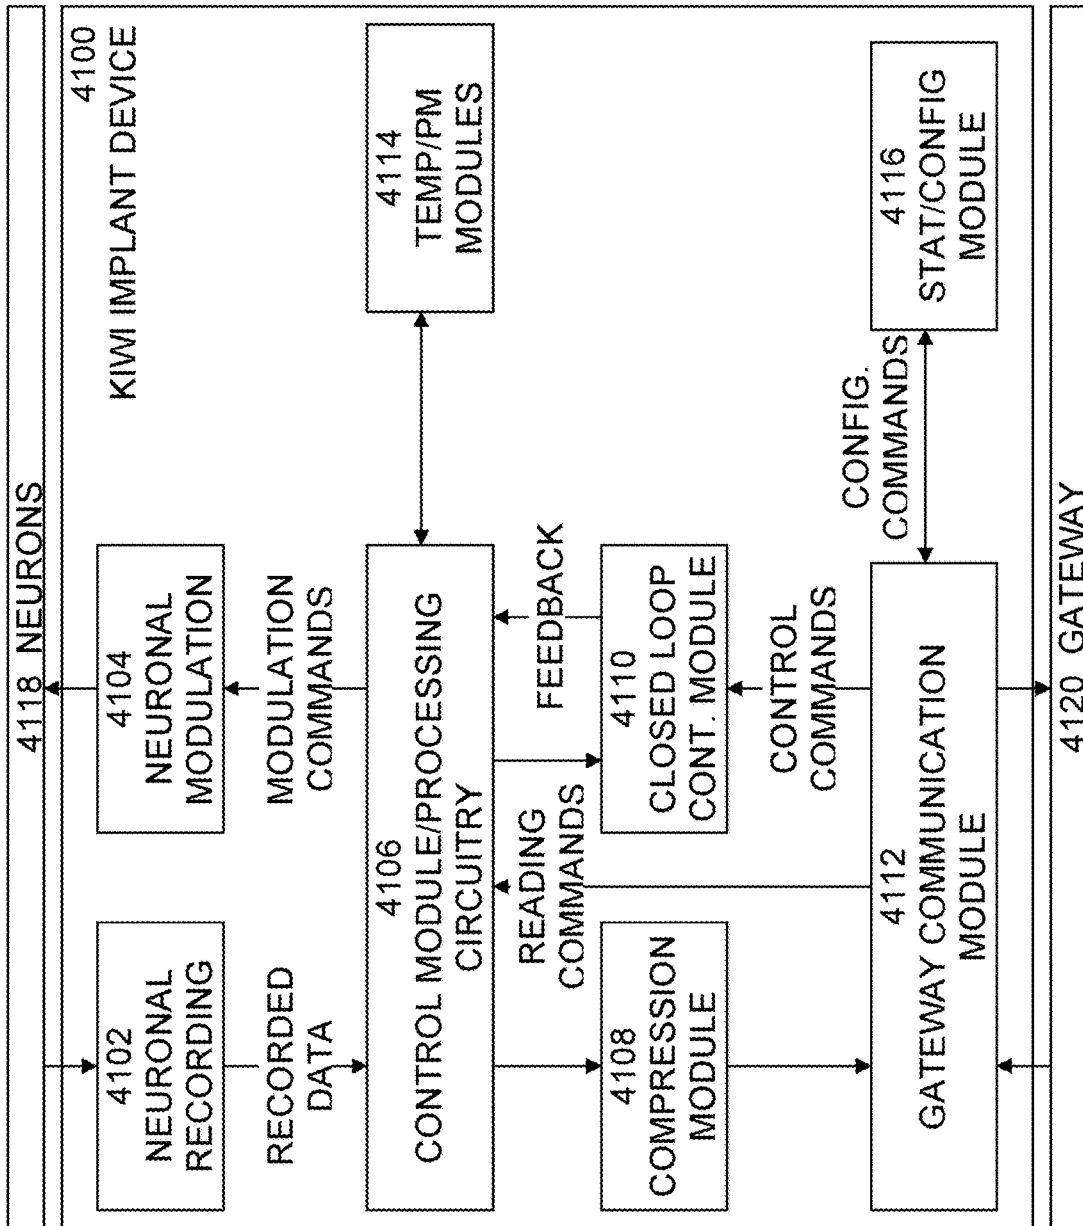 4118 NEURONS
4100
KIWI IMPLANT DEVICE
4102
NEURONAL
RECORDING
4104
NEURONAL
MODULATION
RECORDED
DATA
MODULATION
COMMANDS
4106
CONTROL MODULE/PROCESSING
CIRCUITRY
4114
TEMP/PM
MODULES
READING
COMMANDS
FEEDBACK
4108
COMPRESSION
MODULE
4110
CLOSED LOOP
CONT. MODULE
CONTROL
COMMANDS
CONFIG.
COMMANDS
4112
GATEWAY COMMUNICATION
MODULE
4116
STAT/CONFIG
MODULE
4120 GATEWAY